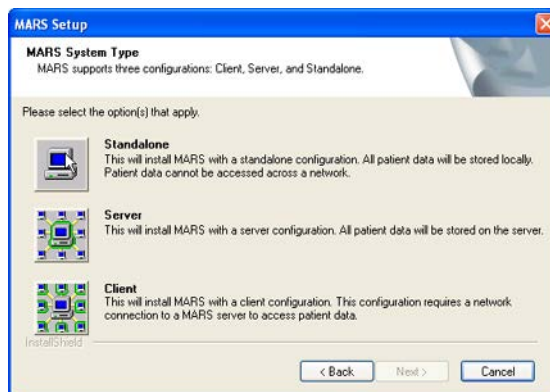 MARS Setup
MARS System Type
MARS supports three configurations: Client, Server, and Standalone.
Please select the option(s) that apply.
Standalone
This will install MARS with a standalone configuration. All patient data will be stored locally.
Patient data cannot be accessed across a network.
Server
This will install MARS with a server configuration. All patient data will be stored on the server.
Client
This will install MARS with a client configuration. This configuration requires a network
connection to a MARS server to access patient data.
InstallShield
< Back
Next >
Cancel